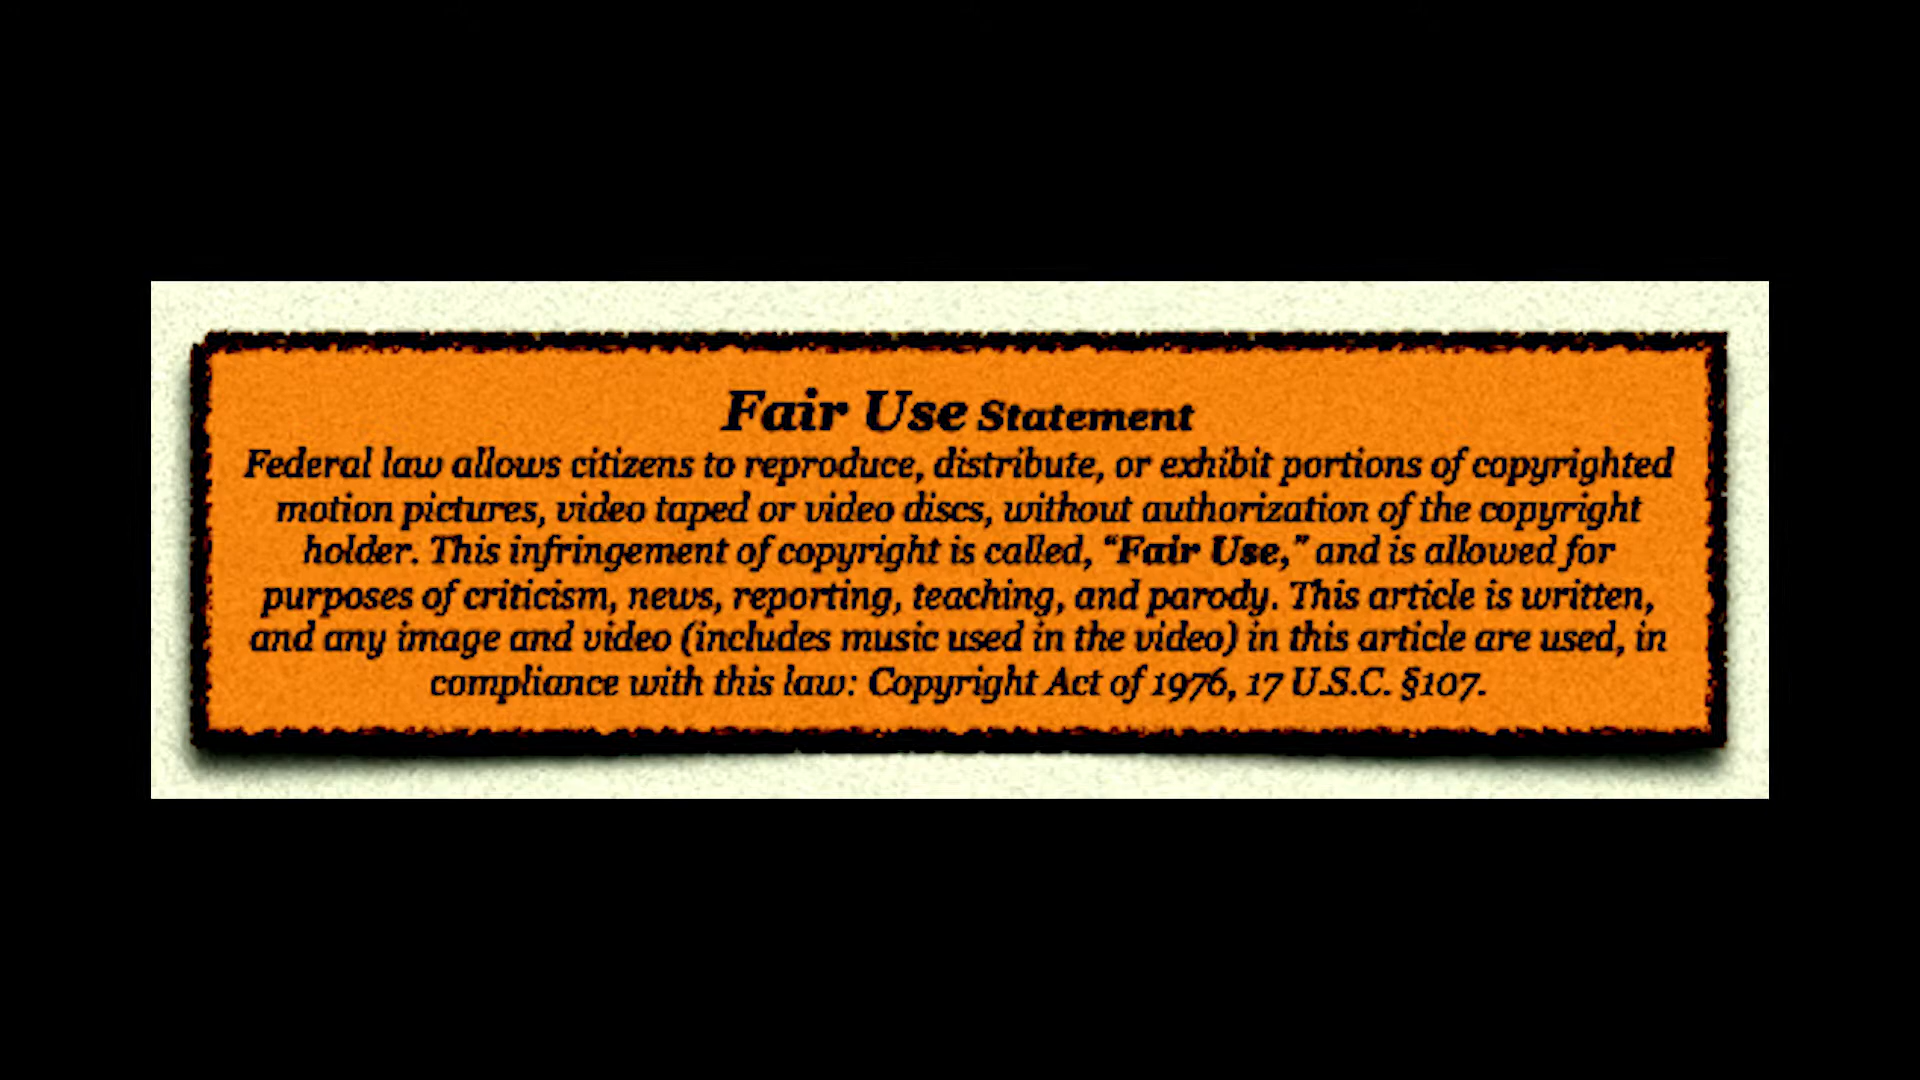 Fair Use Statement
Federal law allows citizens to reproduce, distribute, or exhibit portions of copyrighted
motion pictures, video taped or video discs, without authorization of the copyright
holder. This infringement of copyright is called, “Fair Use,” and is allowed for
purposes of criticism, news, reporting, teaching, and parody. This article is written,
and any image and video (includes music used in the video) in this article are used, in
compliance with this law: Copyright Act of 1976, 17 U.S.C. §107.